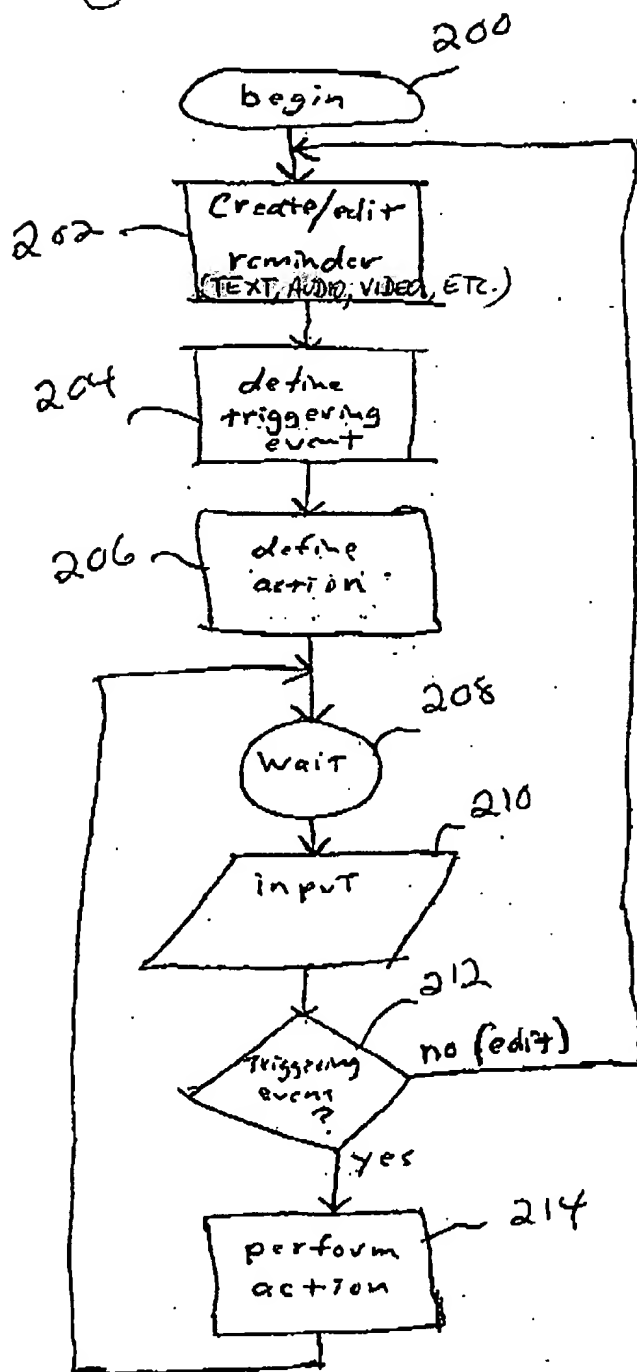 200
begin
202
Create/edit
reminder
(TEXT, AUDIO, VIDEO, ETC.)
204
define
triggering
event
206
define
action
208
Wait
210
input
212
Triggering
event
?
no (edit)
yes
214
perform
action